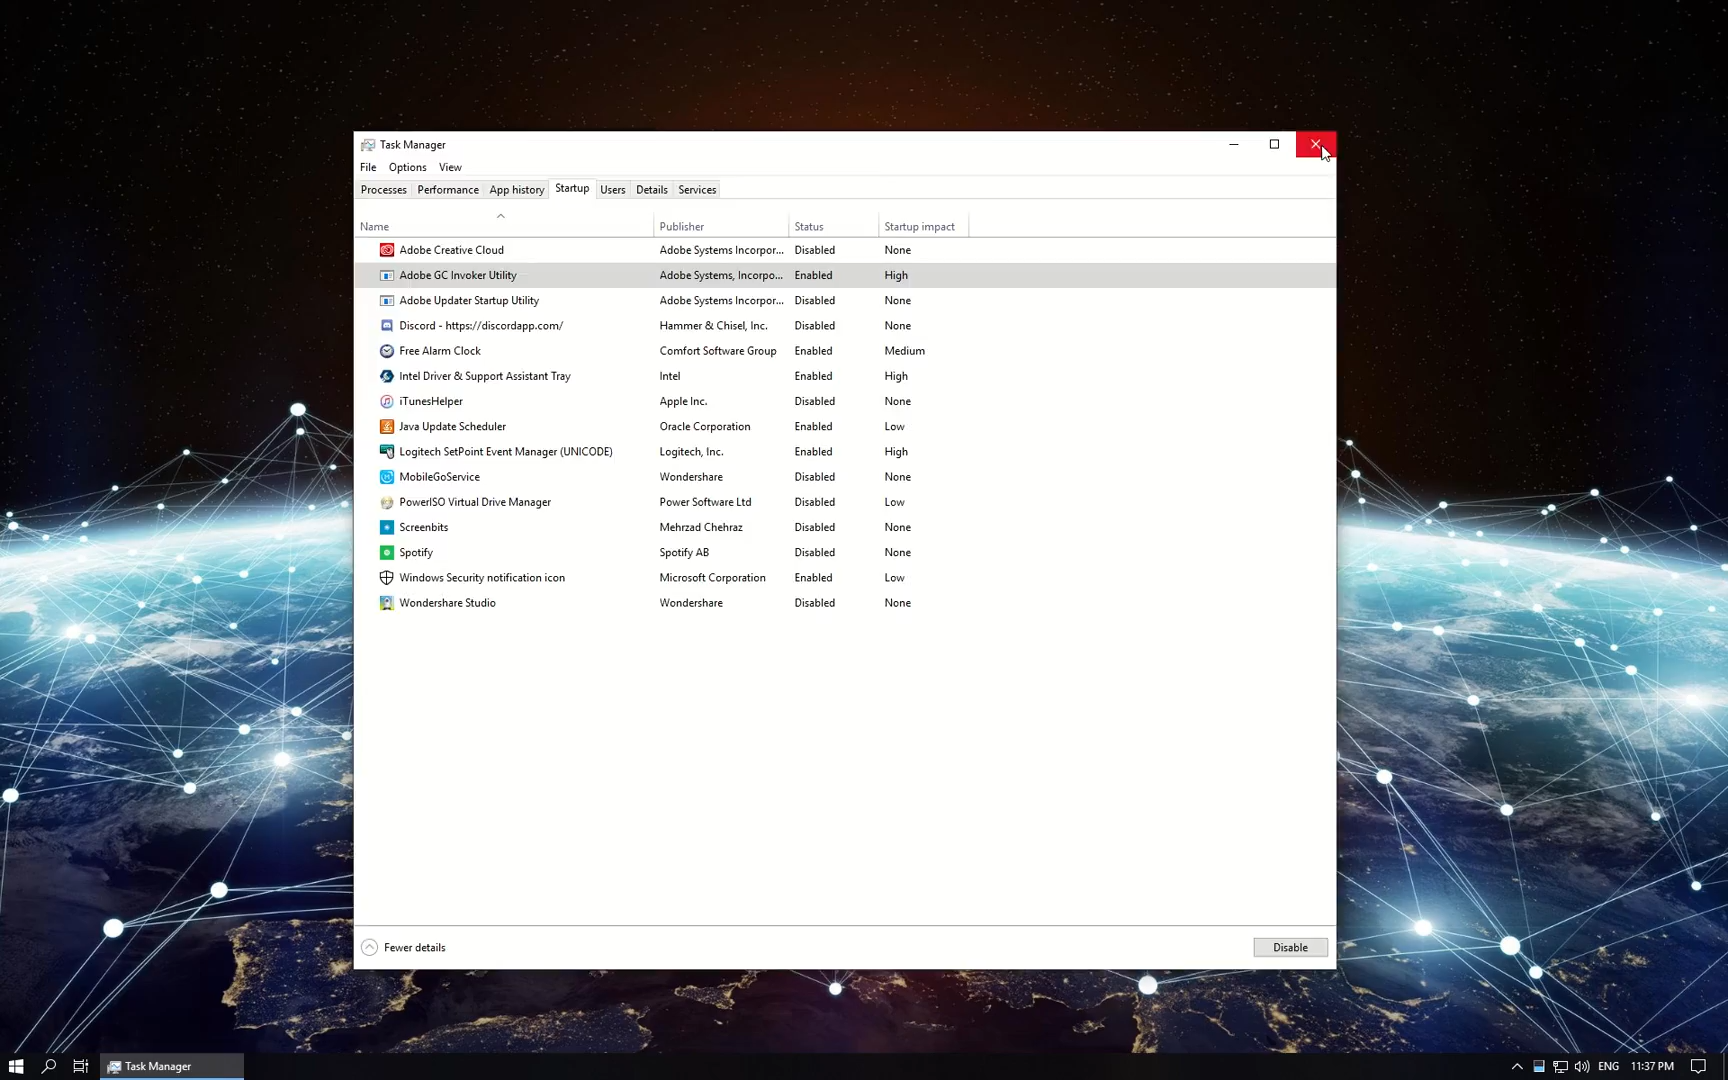 Task Manager
File Options View
Processes Performance App history Startup Users Details Services
Name Publisher Status Startup impact
Adobe Creative Cloud Adobe Systems Incorpor... Disabled None
Adobe GC Invoker Utility Adobe Systems, Incorpo... Enabled High
Adobe Updater Startup Utility Adobe Systems Incorpor... Disabled None
Discord - https://discordapp.com/ Hammer & Chisel, Inc. Disabled None
Free Alarm Clock Comfort Software Group Enabled Medium
Intel Driver & Support Assistant Tray Intel Enabled High
iTunesHelper Apple Inc. Disabled None
Java Update Scheduler Oracle Corporation Enabled Low
Logitech SetPoint Event Manager (UNICODE) Logitech, Inc. Enabled High
MobileGoService Wondershare Disabled None
PowerISO Virtual Drive Manager Power Software Ltd Disabled Low
Screenbits Mehrzad Chehraz Disabled None
Spotify Spotify AB Disabled None
Windows Security notification icon Microsoft Corporation Enabled Low
Wondershare Studio Wondershare Disabled None
Fewer details Disable
Task Manager ENG 11:37 PM